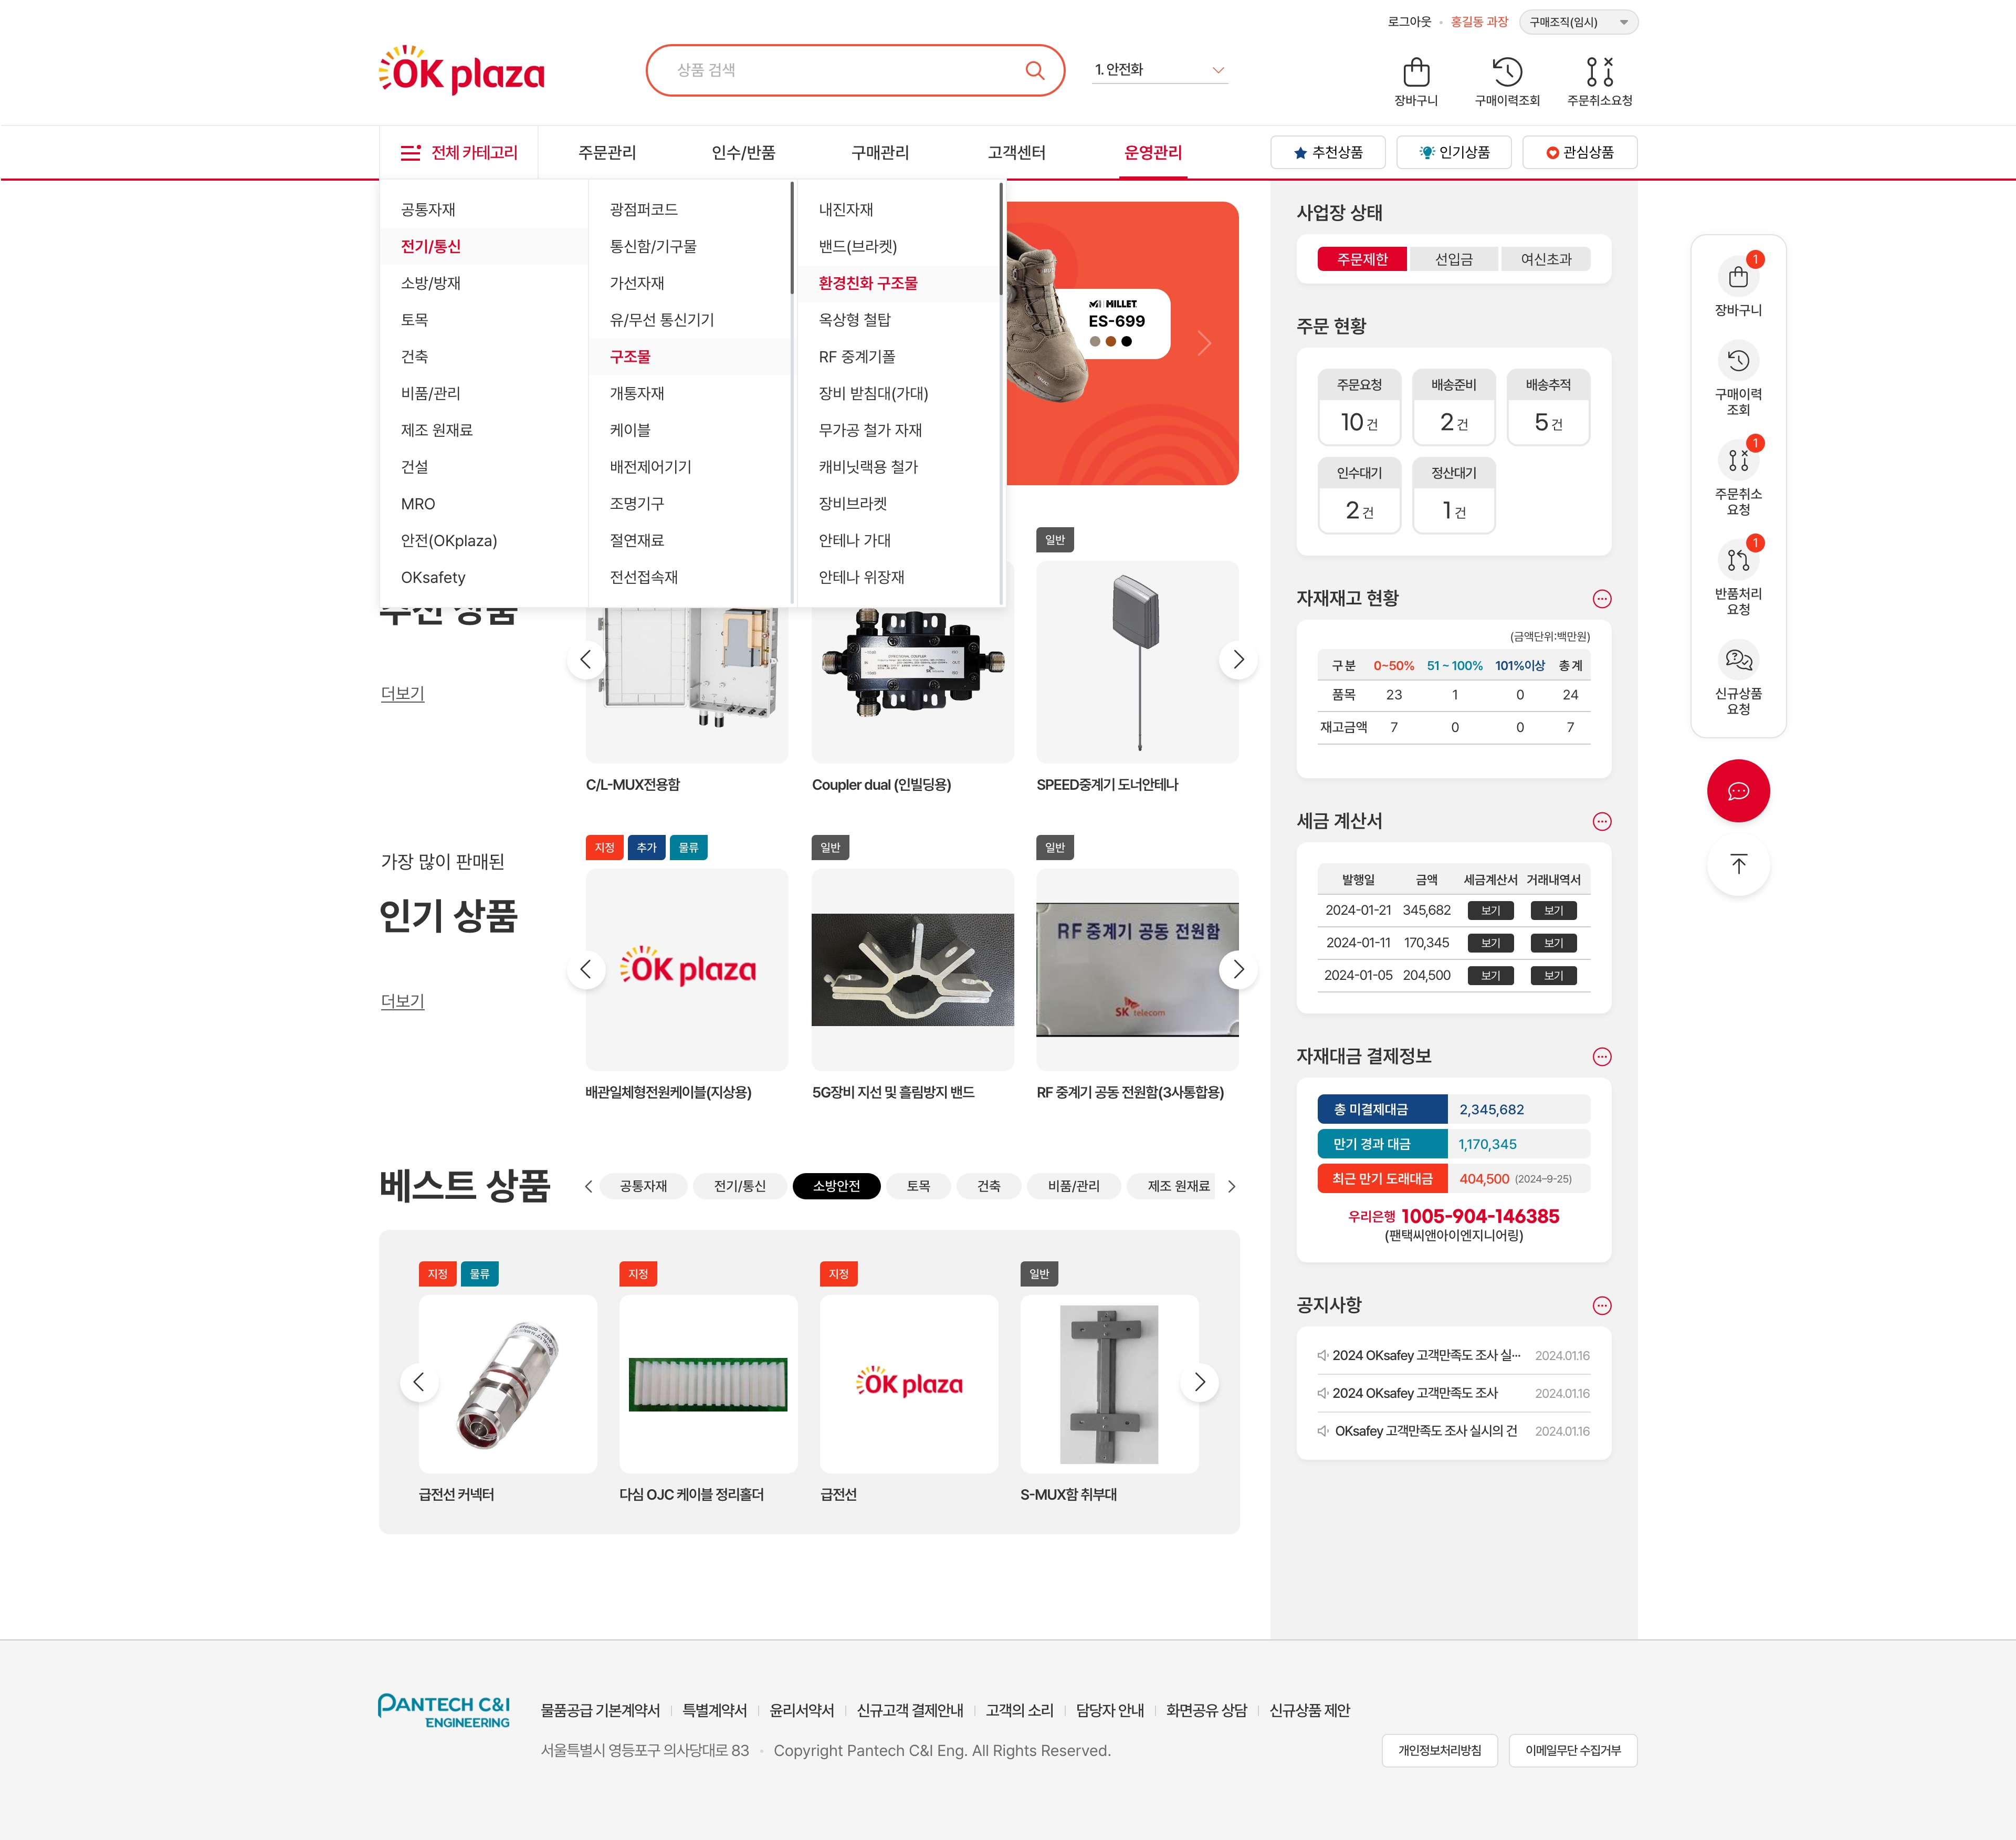 로그아웃 • 홍길동 과장 구매조직(임시)
OK plaza
상품 검색
1. 안전화
장바구니
구매이력조회
주문취소요청
전체 카테고리
주문관리
인수/반품
구매관리
고객센터
운영관리
추천상품
인기상품
관심상품
공통자재
전기/통신
소방/방재
토목
건축
비품/관리
제조 원재료
건설
MRO
안전(OKplaza)
OKsafety
광점퍼코드
통신함/기구물
가선자재
유/무선 통신기기
구조물
개통자재
케이블
배전제어기기
조명기구
절연재료
전선접속재
내진자재
밴드(브라켓)
환경친화 구조물
옥상형 철탑
RF 중계기폴
장비 받침대(가대)
무가공 철가 자재
캐비닛랙용 철가
장비브라켓
안테나 가대
안테나 위장재
MILLET
ES-699
추천 상품
더보기
일반
DIRECTIONAL COUPLER
C/L-MUX전용함
Coupler dual (인빌딩용)
SPEED중계기 도너안테나
가장 많이 판매된
인기 상품
더보기
지정 추가 물류
일반
일반
OK plaza
RF 중계기 공동 전원함
SK telecom
배관일체형전원케이블(지상용)
5G장비 지선 및 흘림방지 밴드
RF 중계기 공동 전원함(3사통합용)
베스트 상품
공통자재
전기/통신
소방안전
토목
건축
비품/관리
제조 원재료
지정 물류
지정
지정
일반
OK plaza
급전선 커넥터
다심 OJC 케이블 정리홀더
급전선
S-MUX함 취부대
사업장 상태
주문제한 선입금 여신초과
주문 현황
주문요청 배송준비 배송추적
10 건 2 건 5 건
인수대기 정산대기
2 건 1 건
자재재고 현황
(금액단위:백만원)
구 분 0~50% 51 ~ 100% 101%이상 총 계
품목 23 1 0 24
재고금액 7 0 0 7
세금 계산서
발행일 금액 세금계산서 거래내역서
2024-01-21 345,682 보기 보기
2024-01-11 170,345 보기 보기
2024-01-05 204,500 보기 보기
자재대금 결제정보
총 미결제대금 2,345,682
만기 경과 대금 1,170,345
최근 만기 도래대금 404,500 (2024-9-25)
우리은행 1005-904-146385
(팬택씨앤아이엔지니어링)
공지사항
2024 OKsafey 고객만족도 조사 실··· 2024.01.16
2024 OKsafey 고객만족도 조사 2024.01.16
OKsafey 고객만족도 조사 실시의 건 2024.01.16
1
장바구니
구매이력
조회
1
주문취소
요청
1
반품처리
요청
신규상품
요청
PANTECH C&I
ENGINEERING
물품공급 기본계약서 | 특별계약서 | 윤리서약서 | 신규고객 결제안내 | 고객의 소리 | 담당자 안내 | 화면공유 상담 | 신규상품 제안
서울특별시 영등포구 의사당대로 83 • Copyright Pantech C&I Eng. All Rights Reserved.
개인정보처리방침
이메일무단 수집거부